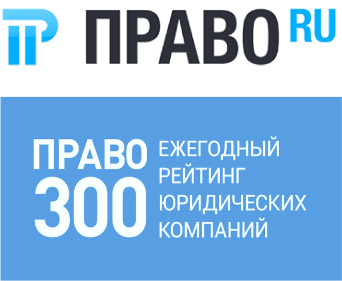 ПРАВО RU
ПРАВО
300
ЕЖЕГОДНЫЙ
РЕЙТИНГ
ЮРИДИЧЕСКИХ
КОМПАНИЙ